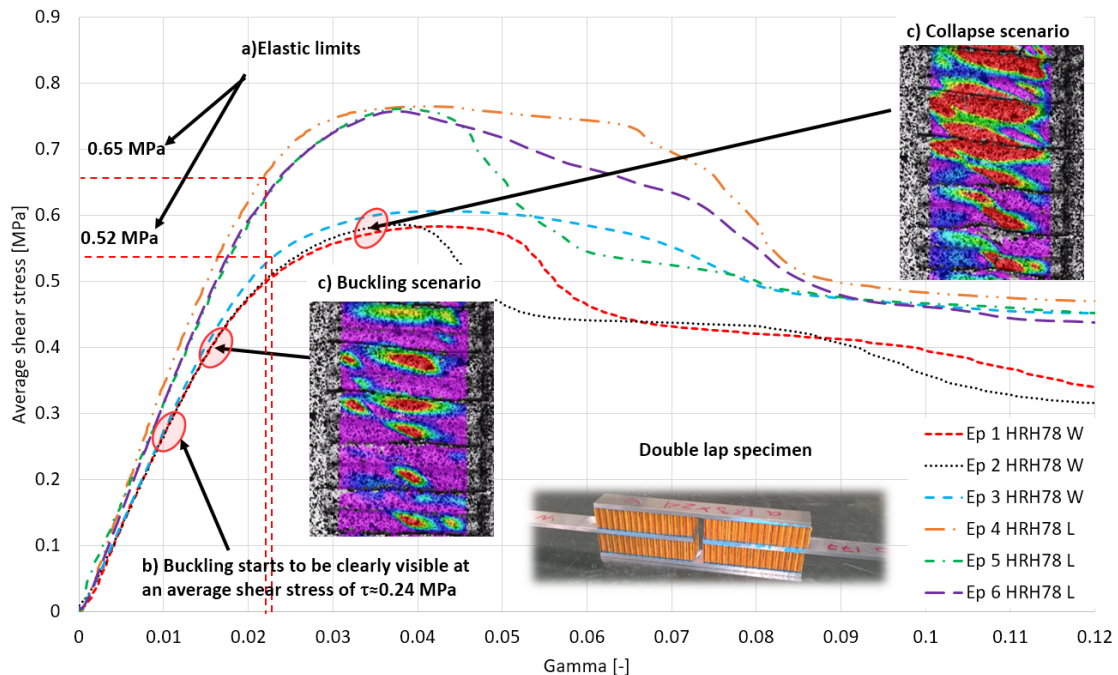 0.9
0.8
0.7
0.6
0.5
0.4
0.3
0.2
0.1
0
Average shear stress [MPa]
a)Elastic limits
0.65 MPa
0.52 MPa
c) Collapse scenario
c) Buckling scenario
b) Buckling starts to be clearly visible at
an average shear stress of τ≈0.24 MPa
Double lap specimen
Ep 1 HRH78 W
Ep 2 HRH78 W
Ep 3 HRH78 W
Ep 4 HRH78 L
Ep 5 HRH78 L
Ep 6 HRH78 L
0 0.01 0.02 0.03 0.04 0.05 0.06 0.07 0.08 0.09 0.1 0.11 0.12
Gamma [-]